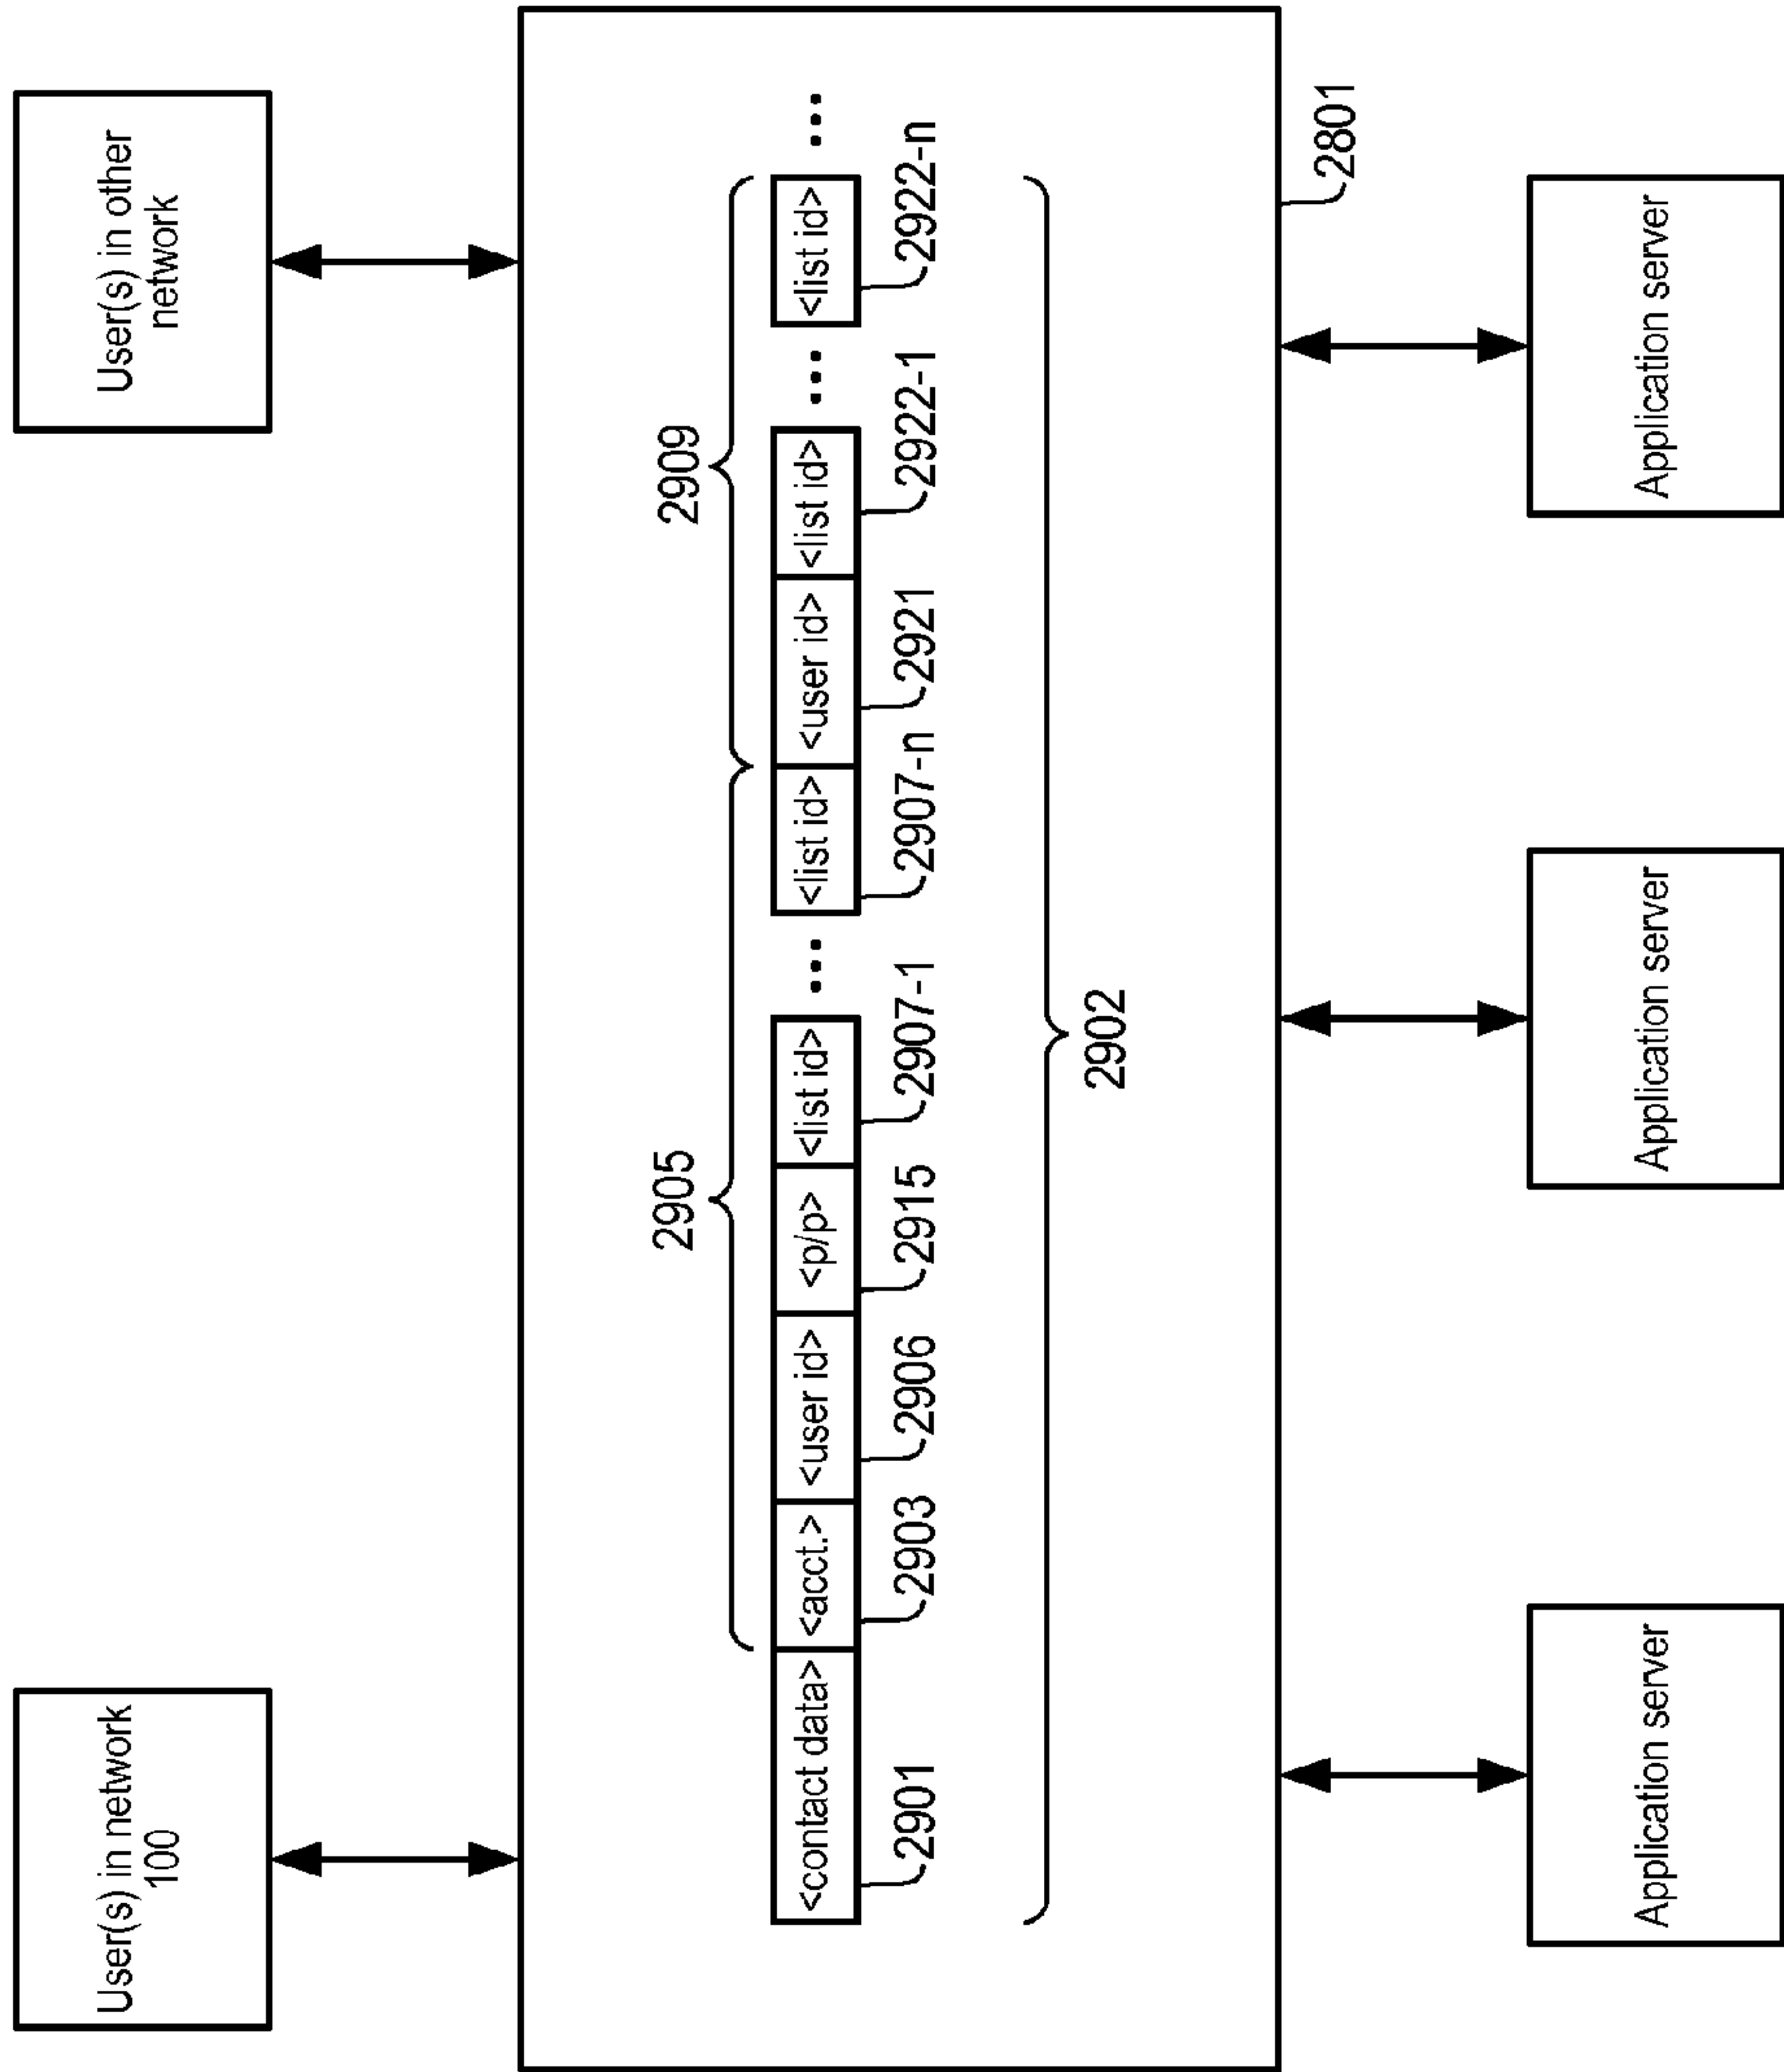 User(s) in network
100
User(s) in other
network
2905
2909
<contact data>
<acct.>
<user id>
<p/p>
<list id>
...
<list id>
<user id>
<list id>
...
<list id>
...
2901
2903
2906
2915
2907-1
2907-n
2921
2922-1
2922-n
2902
2801
Application server
Application server
Application server